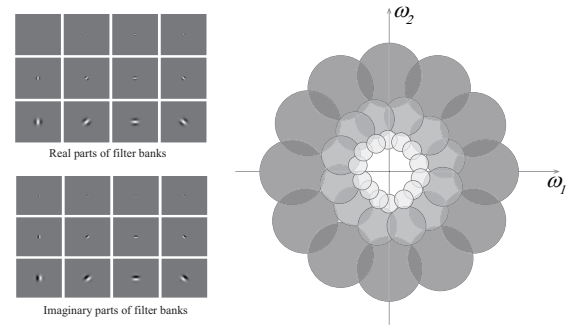 Real parts of filter banks
Imaginary parts of filter banks
ω₂
ω₁